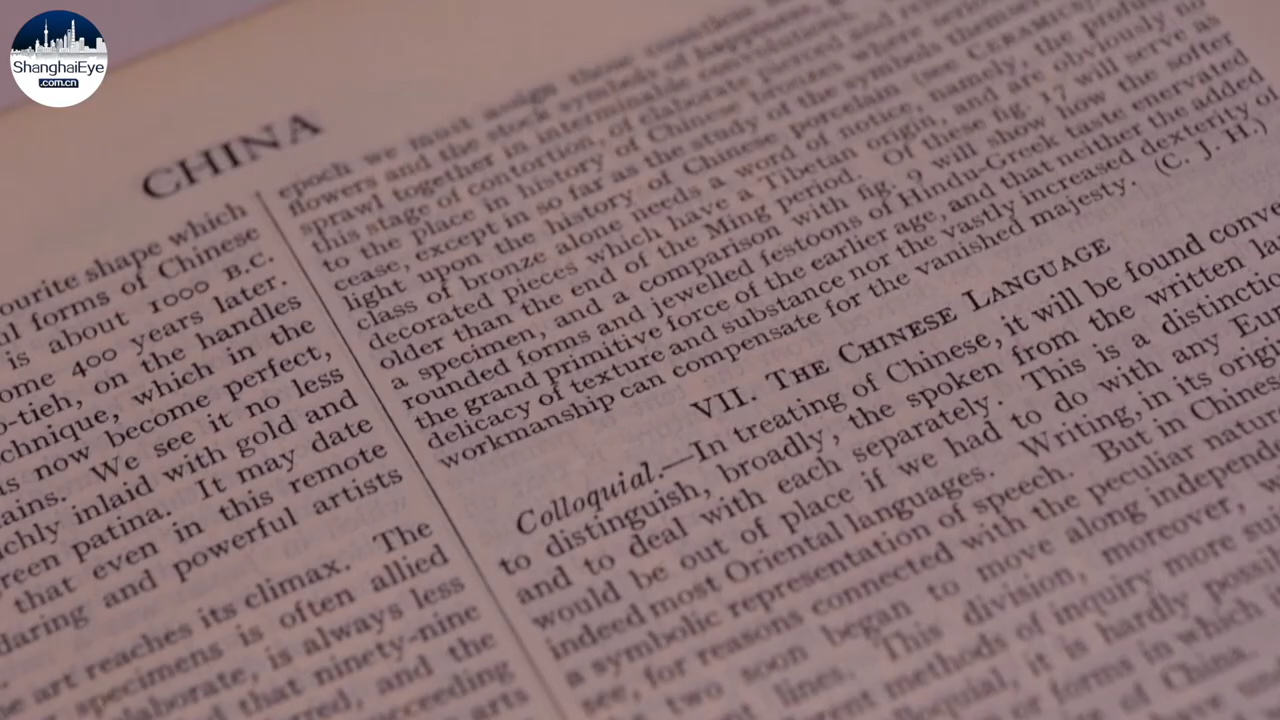 ShanghaiEye
.com.cn
CHINA
ourite shape which
forms of Chinese
is about 1000 B.C.
ome 400 years later.
o-tieh, on the handles
chnique, which in the
now become perfect,
ains. We see it no less
chly inlaid with gold and
reen patina. It may date
that even in this remote
daring and powerful artists
art reaches its climax. The
specimens is often allied
elaborate, is always less
that ninety-nine
and the
epoch we must assign those
flowers and the stock symbols of
sprawl together in interminable
this stage of contortion, of elaborated
to the place in history of Chinese bronzes where
cease, except in so far as the study of the symbols
light upon the history of Chinese porcelain (see CERAMICS).
class of bronze alone needs a word of notice, namely, the profusely
decorated pieces which have a Tibetan origin, and are obviously no
older than the end of the Ming period. Of these fig. 17 will serve as
a specimen, and a comparison with fig. 9 will show how the softer
rounded forms and jewelled festoons of Hindu-Greek taste enervated
the grand primitive force of the earlier age, and that neither the added
delicacy of texture and substance nor the vastly increased dexterity of
workmanship can compensate for the vanished majesty. (C. J. H.)
VII. THE CHINESE LANGUAGE
Colloquial.—In treating of Chinese, it will be found conve
to distinguish, broadly, the spoken from the written la
and to deal with each separately. This is a distinctio
would be out of place if we had to do with any Eur
indeed most Oriental languages. Writing, in its origi
a symbolic representation of speech. But in Chinese
see, for reasons connected with the peculiar natur
two soon began to move along independe
lines. This division, moreover,
methods of inquiry more sui
it is hardly possib
forms in which
of China.